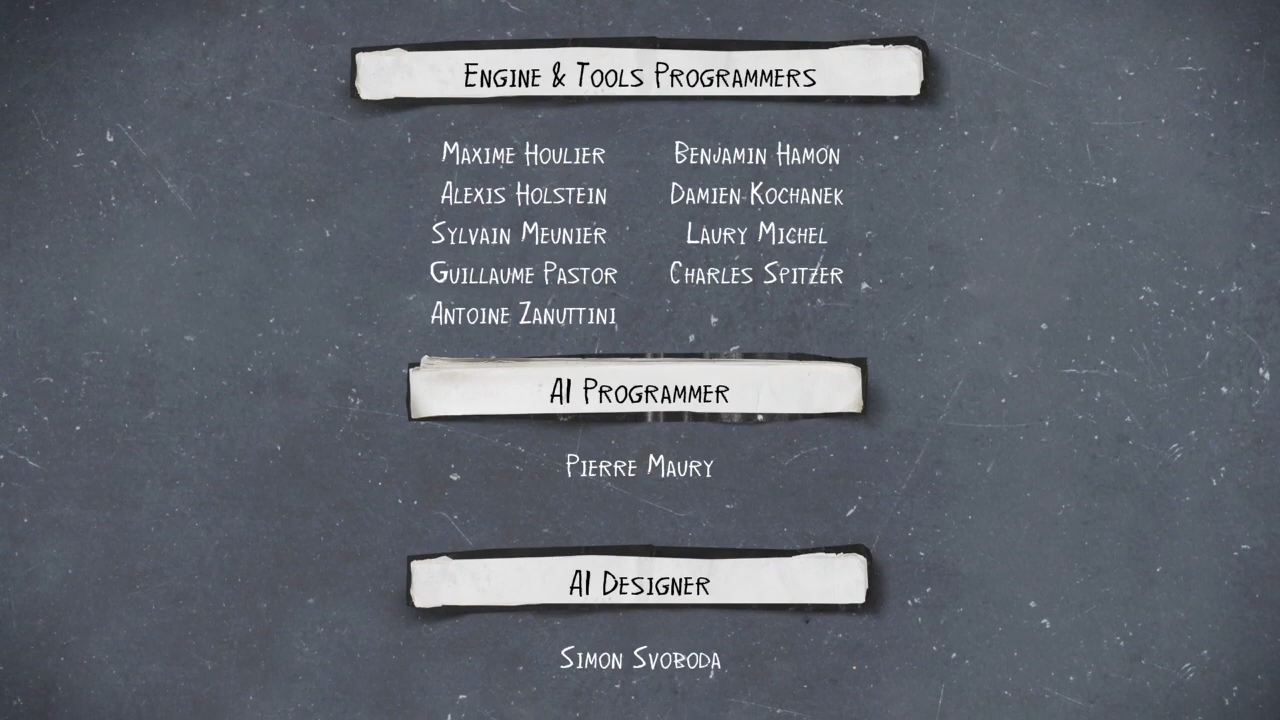 Engine & Tools Programmers
Maxime Houlier Benjamin Hamon
Alexis Holstein Damien Kochanek
Sylvain Meunier Laury Michel
Guillaume Pastor Charles Spitzer
Antoine Zanuttini
AI Programmer
Pierre Maury
AI Designer
Simon Svoboda